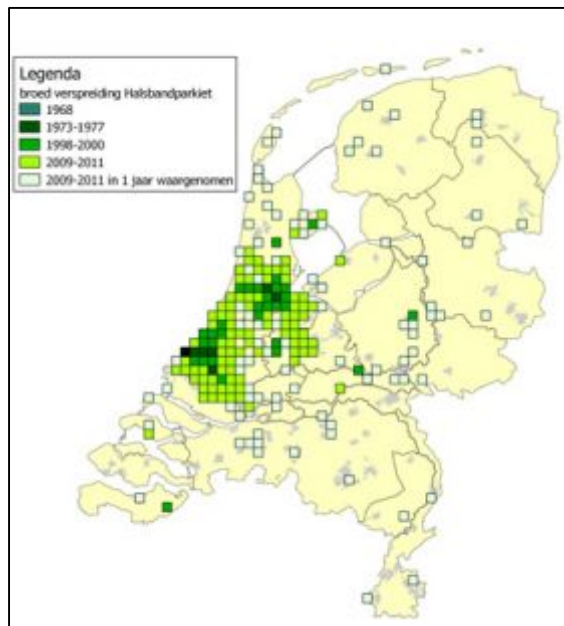 Legenda
broed verspreiding Halsbandparkiet
1968
1973-1977
1998-2000
2009-2011
2009-2011 in 1 jaar waargenomen